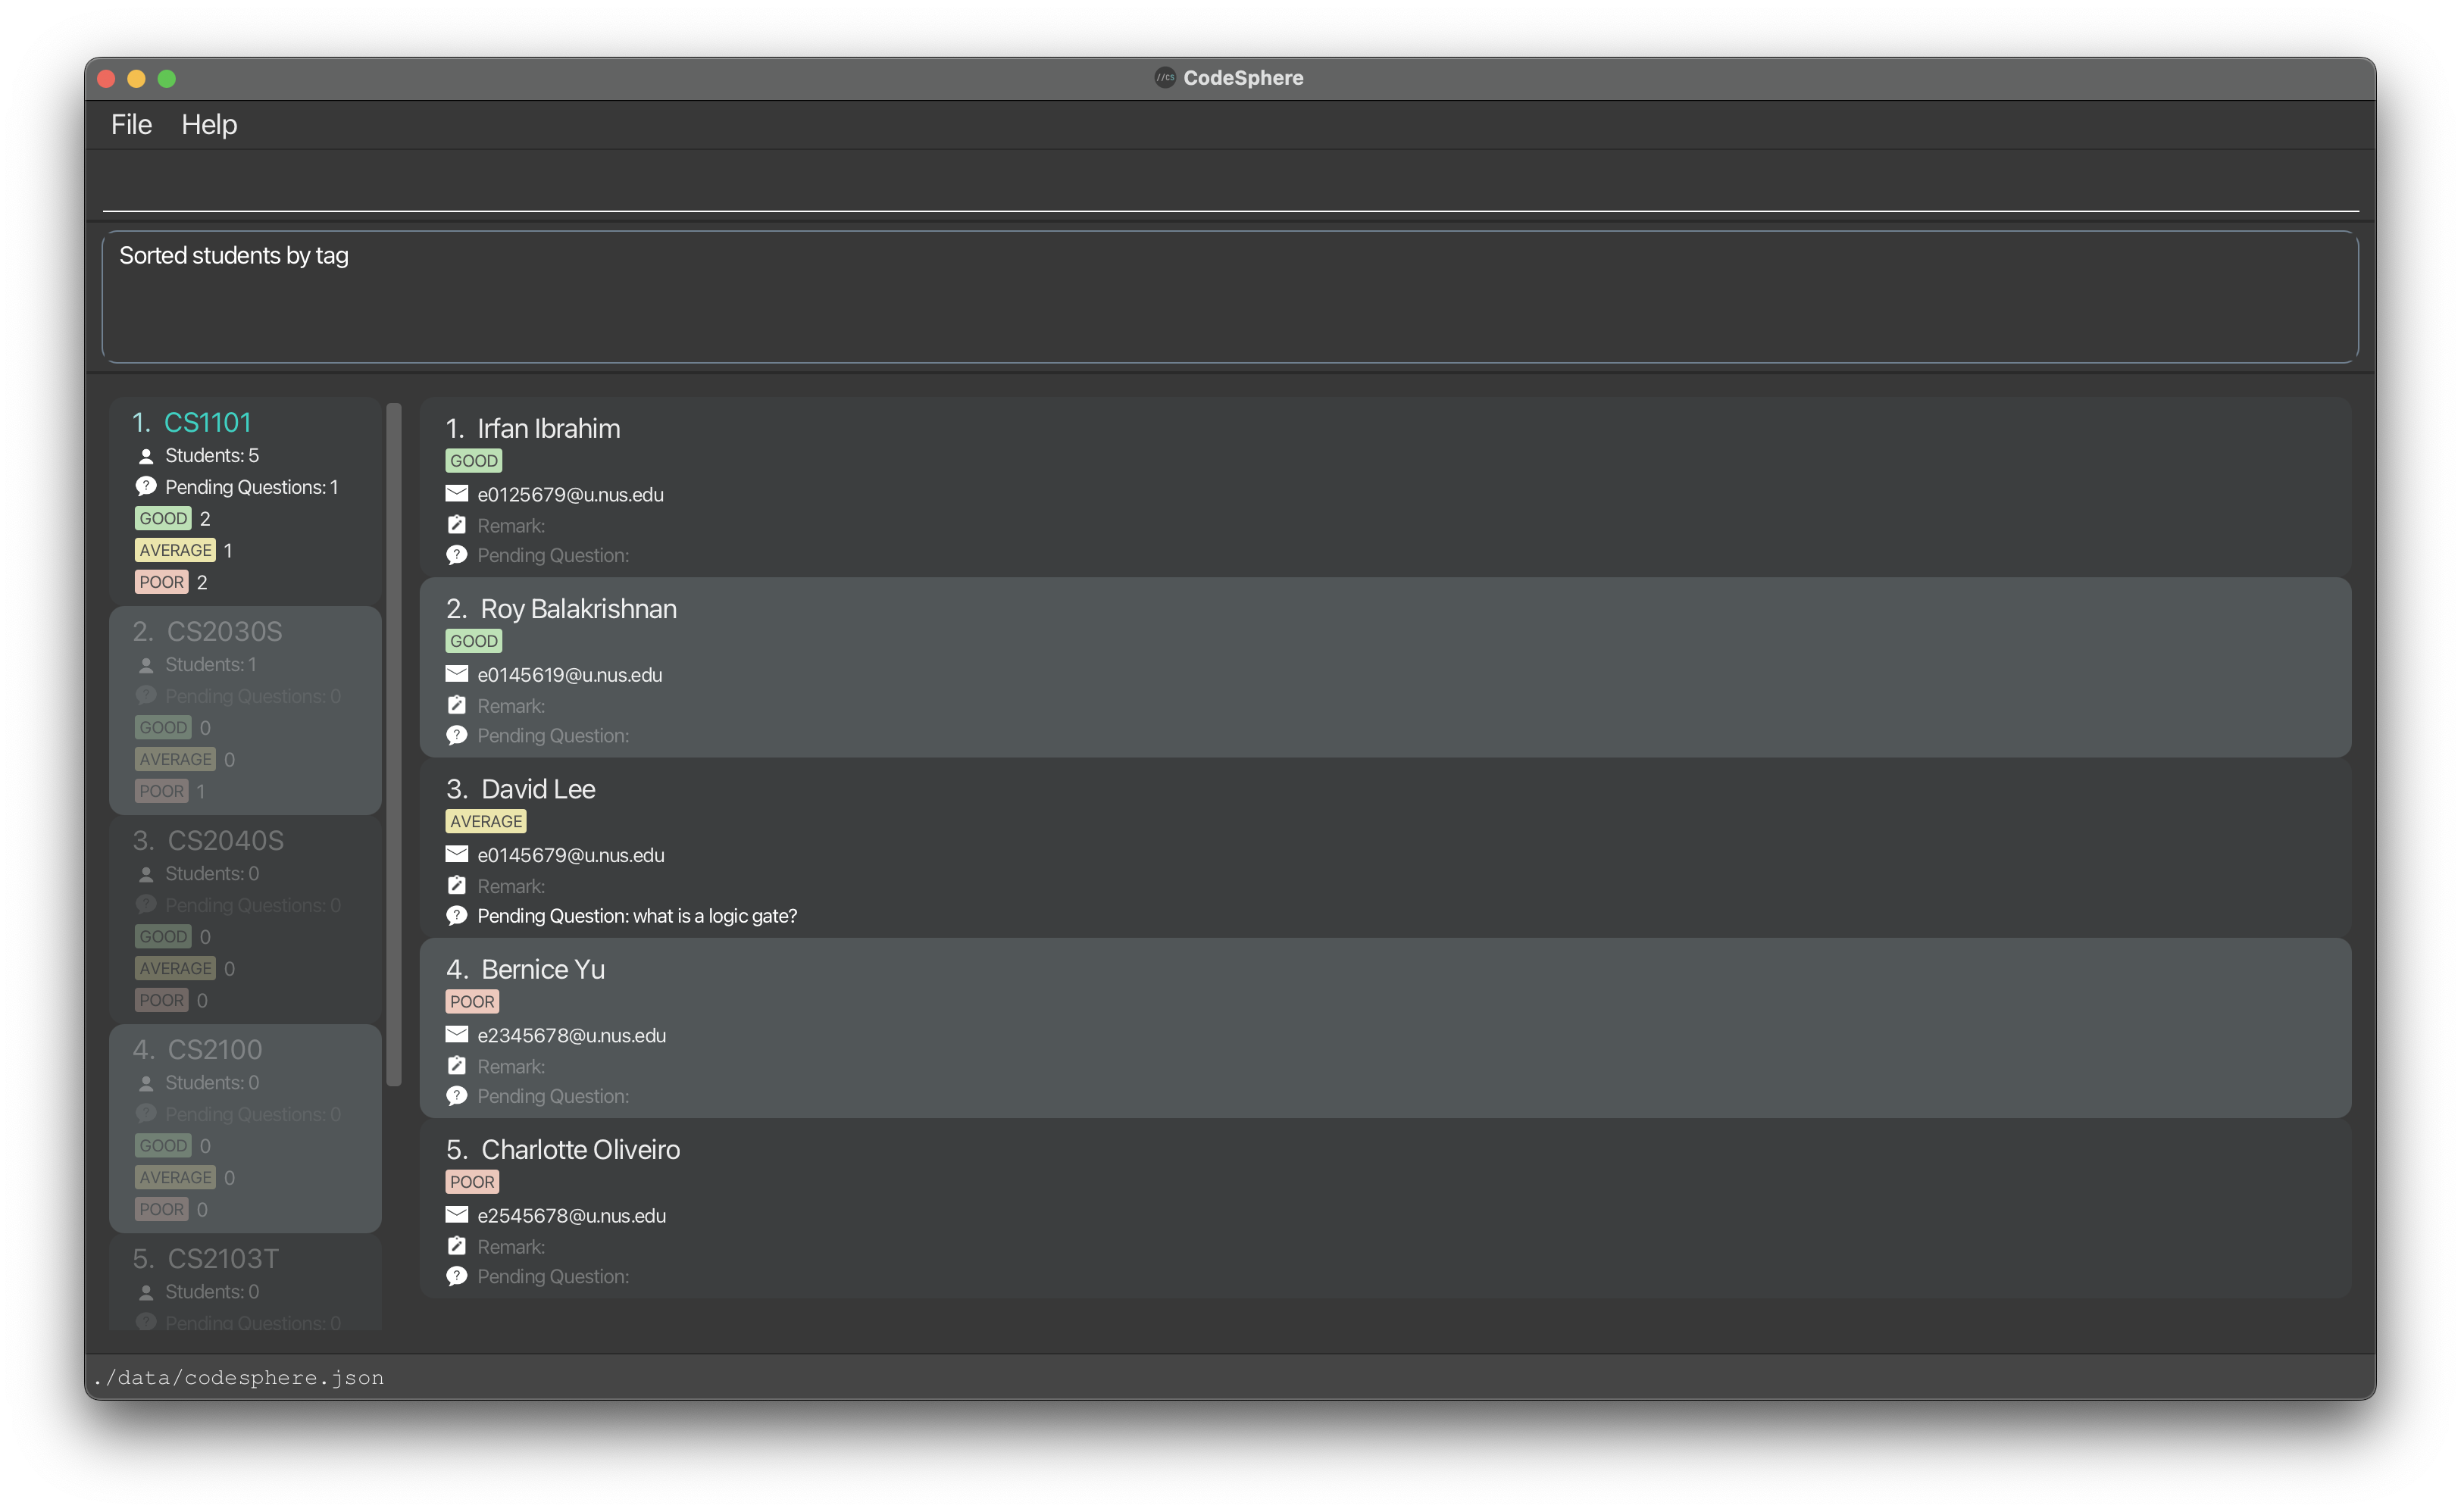 //CS CodeSphere
File Help
Sorted students by tag
1. CS1101
Students: 5
Pending Questions: 1
GOOD 2
AVERAGE 1
POOR 2
2. CS2030S
Students: 1
Pending Questions: 0
GOOD 0
AVERAGE 0
POOR 1
3. CS2040S
Students: 0
Pending Questions: 0
GOOD 0
AVERAGE 0
POOR 0
4. CS2100
Students: 0
Pending Questions: 0
GOOD 0
AVERAGE 0
POOR 0
5. CS2103T
Students: 0
Pending Questions: 0
1. Irfan Ibrahim
GOOD
e0125679@u.nus.edu
Remark:
Pending Question:
2. Roy Balakrishnan
GOOD
e0145619@u.nus.edu
Remark:
Pending Question:
3. David Lee
AVERAGE
e0145679@u.nus.edu
Remark:
Pending Question: what is a logic gate?
4. Bernice Yu
POOR
e2345678@u.nus.edu
Remark:
Pending Question:
5. Charlotte Oliveiro
POOR
e2545678@u.nus.edu
Remark:
Pending Question:
./data/codesphere.json